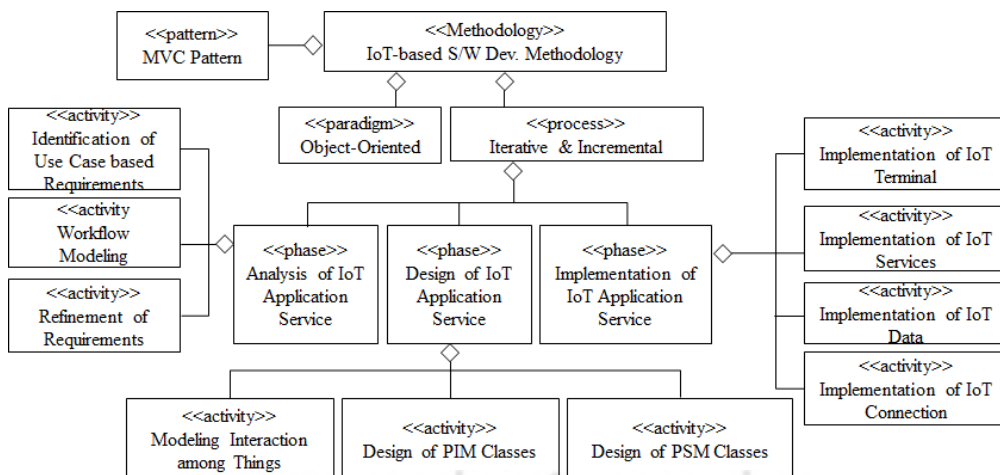 <<pattern>>
MVC Pattern
<<Methodology>>
IoT-based S/W Dev. Methodology
<<paradigm>>
Object-Oriented
<<process>>
Iterative & Incremental
<<activity>>
Identification of
Use Case based
Requirements
<<activity
Workflow
Modeling
<<activity>>
Refinement of
Requirements
<<phase>>
Analysis of IoT
Application
Service
<<phase>>
Design of IoT
Application
Service
<<phase>>
Implementation of
IoT Application
Service
<<activity>>
Implementation of IoT
Terminal
<<activity>>
Implementation of IoT
Services
<<activity>>
Implementation of IoT
Data
<<activity>>
Implementation of IoT
Connection
<<activity>>
Modeling Interaction
among Things
<<activity>>
Design of PIM Classes
<<activity>>
Design of PSM Classes